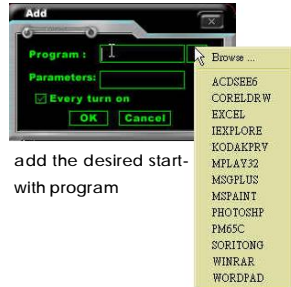 Add
Program :
Parameters:
Every turn on
OK Cancel
add the desired start-
with program
Browse ...
ACDSEE6
CORELDRW
EXCEL
IEXPLORE
KODAKPRV
MPLAY32
MSGPLUS
MSPAINT
PHOTOSHP
PM65C
SORITONG
WINRAR
WORDPAD